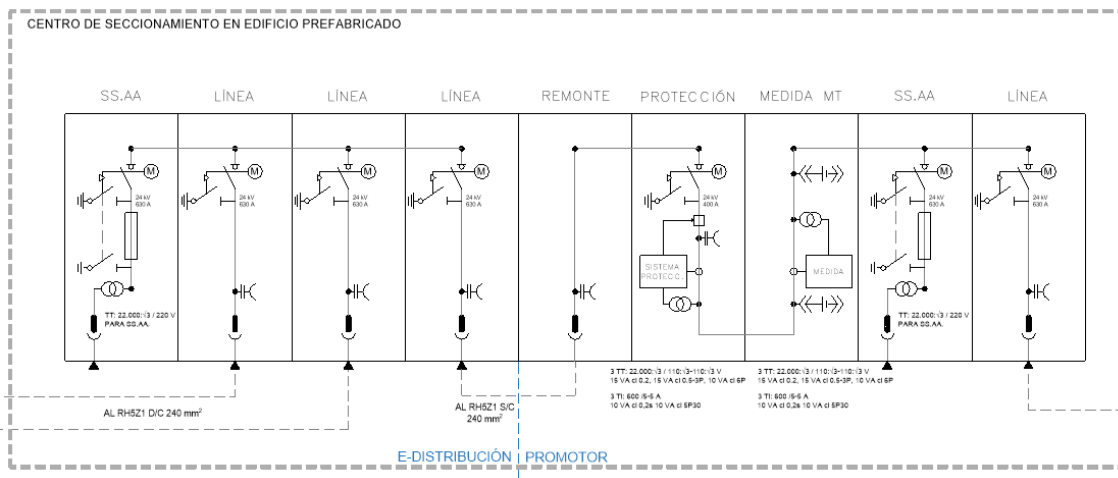 CENTRO DE SECCIONAMIENTO EN EDIFICIO PREFABRICADO
SS.AA
LÍNEA
LÍNEA
LÍNEA
REMONTE
PROTECCIÓN
MEDIDA MT
SS.AA
LÍNEA
M
M
M
M
M
M
M
24 kV
630 A
24 kV
630 A
24 kV
630 A
24 kV
630 A
24 kV
400 A
24 kV
630 A
24 kV
630 A
SISTEMA
PROTECC.
MEDIDA
TT: 22.000:√3 / 220 V
PARA SS.AA.
TT: 22.000:√3 / 220 V
PARA SS.AA.
3 TT: 22.000:√3 / 110:√3-110:√3 V
15 VA cl 0.2, 15 VA cl 0.5-3P, 10 VA cl 6P
3 TI: 600 /5-5 A
10 VA cl 0,2s 10 VA cl 5P30
3 TT: 22.000:√3 / 110:√3-110:√3 V
15 VA cl 0.2, 15 VA cl 0.5-3P, 10 VA cl 6P
3 TI: 600 /5-5 A
10 VA cl 0,2s 10 VA cl 5P30
AL RH5Z1 D/C 240 mm²
AL RH5Z1 S/C
240 mm²
E-DISTRIBUCIÓN
PROMOTOR